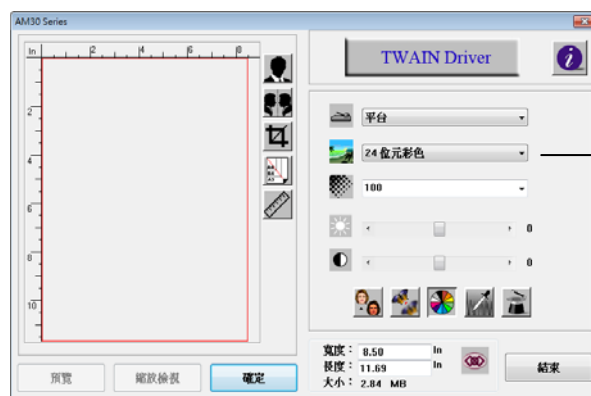 AM30 Series
In 2 4 6 8
2
4
6
8
10
TWAIN Driver
i
平台
24 位元彩色
100
0
0
寬度： 8.50 In
長度： 11.69 In
大小： 2.84 MB
預覽 縮放檢視 確定 結束